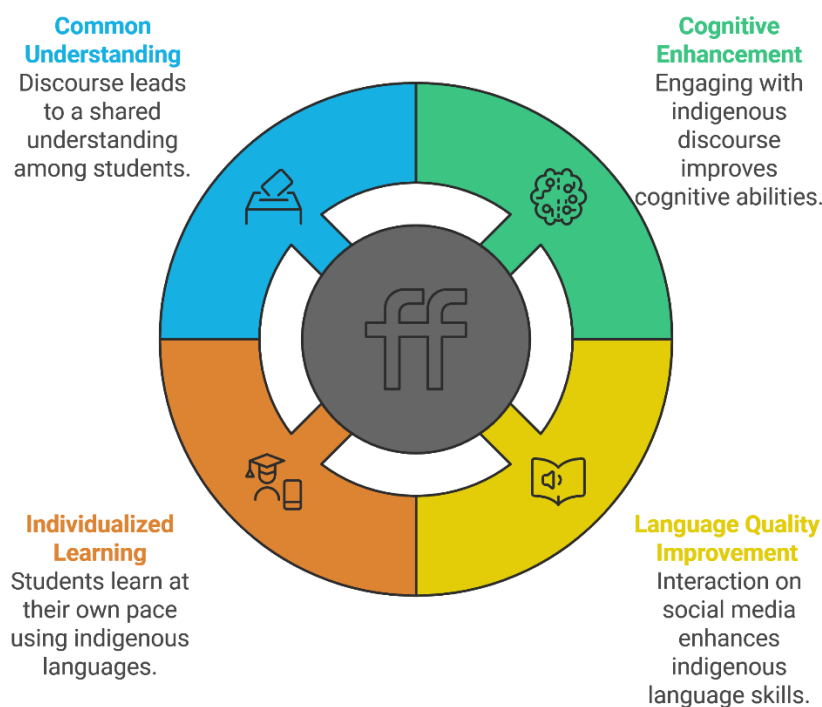 Common
Understanding
Discourse leads
to a shared
understanding
among students.
Cognitive
Enhancement
Engaging with
indigenous
discourse
improves
cognitive abilities.
ff
Individualized
Learning
Students learn at
their own pace
using indigenous
languages.
Language Quality
Improvement
Interaction on
social media
enhances
indigenous
language skills.